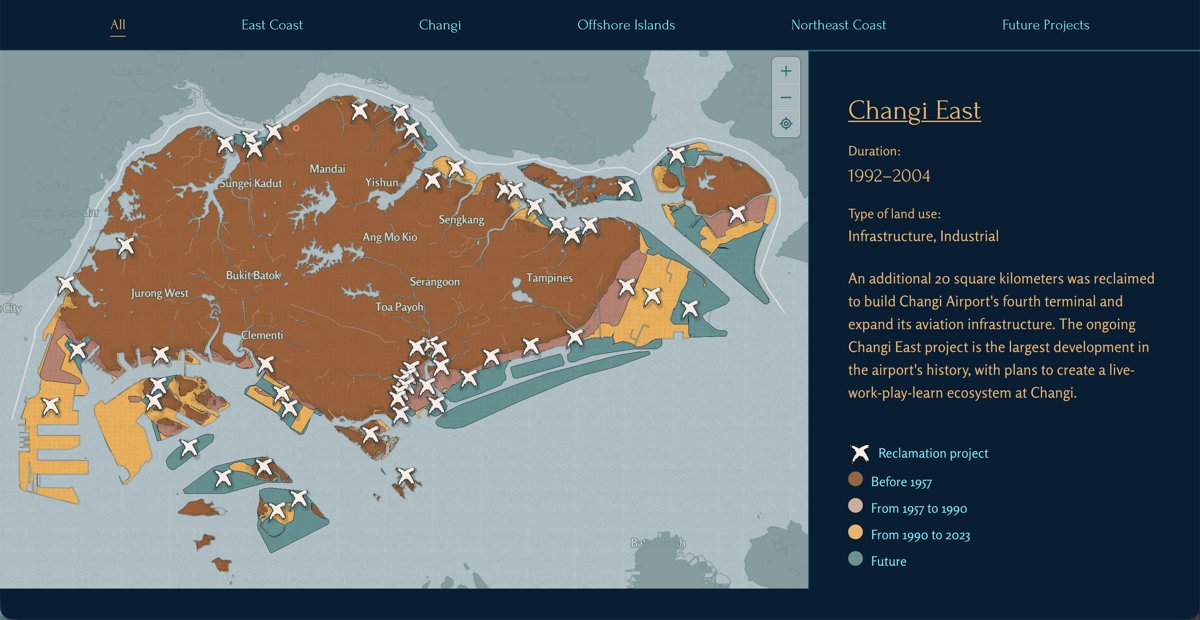 All
East Coast
Changi
Offshore Islands
Northeast Coast
Future Projects
Mandai
Sungei Kadut
Yishun
Sengkang
Ang Mo Kio
Bukit Batok
Serangoon
Tampines
Jurong West
Toa Payoh
City
Clementi
Changi East
Duration:
1992–2004
Type of land use:
Infrastructure, Industrial
An additional 20 square kilometers was reclaimed
to build Changi Airport's fourth terminal and
expand its aviation infrastructure. The ongoing
Changi East project is the largest development in
the airport's history, with plans to create a live-
work-play-learn ecosystem at Changi.
Reclamation project
Before 1957
From 1957 to 1990
From 1990 to 2023
Future